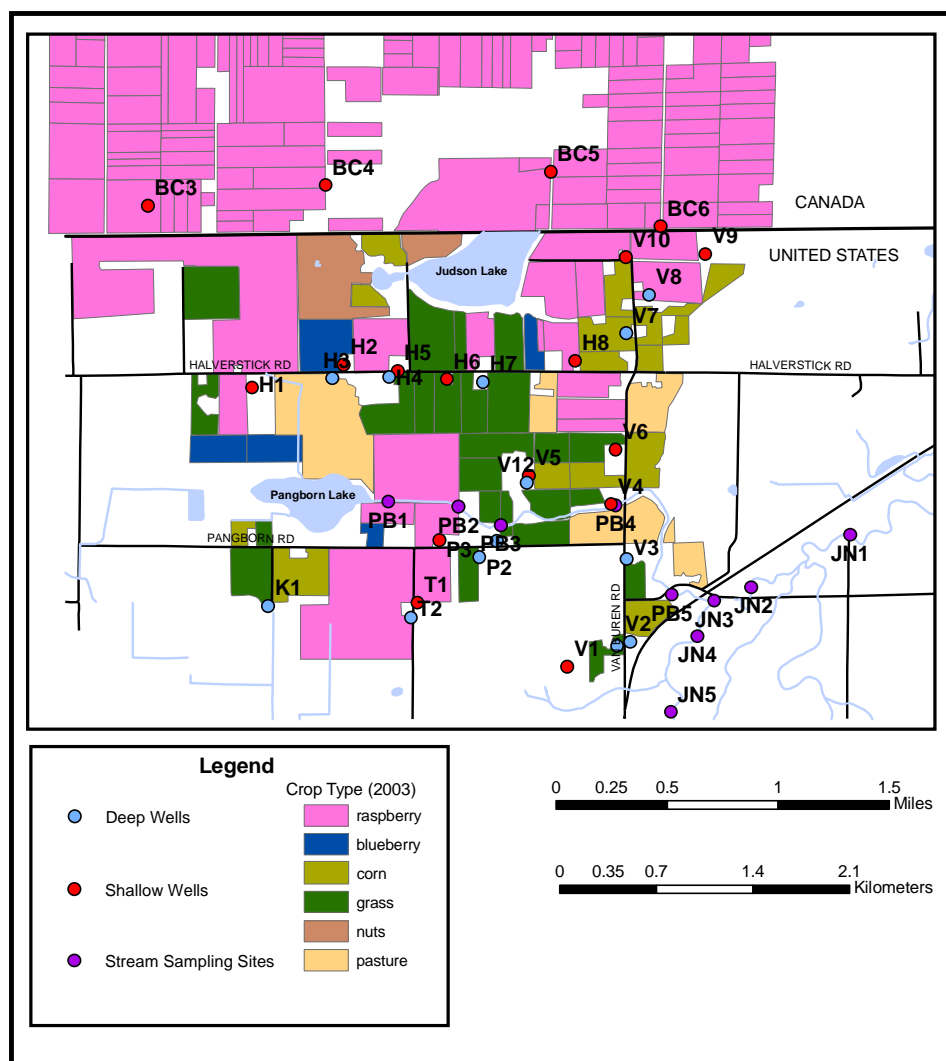 BC3
BC4
BC5
BC6
CANADA
V10
V9
UNITED STATES
Judson Lake
V8
V7
H2
H3
H5
H4
H6
H7
H8
HALVERSTICK RD
HALVERSTICK RD
H1
V6
V12
V5
V4
Pangborn Lake
PB1
PB2
PB3
PB4
PANGBORN RD
P3
P2
V3
JN1
K1
T1
T2
PB5
JN2
JN3
VAN BUREN RD
V2
V1
JN4
JN5
Legend
Crop Type (2003)
Deep Wells
Shallow Wells
Stream Sampling Sites
raspberry
blueberry
corn
grass
nuts
pasture
0 0.25 0.5 1 1.5
Miles
0 0.35 0.7 1.4 2.1
Kilometers